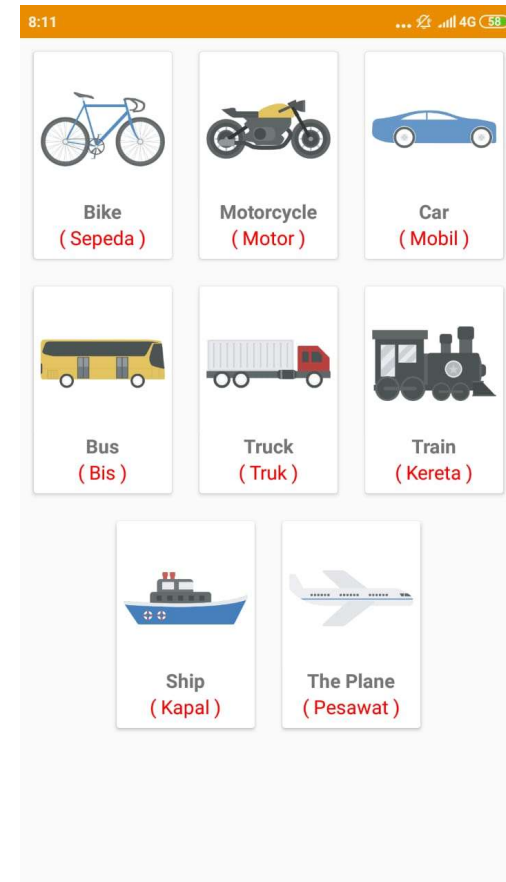 8:11 ... 4G 58
Bike
( Sepeda )
Motorcycle
( Motor )
Car
( Mobil )
Bus
( Bis )
Truck
( Truk )
Train
( Kereta )
Ship
( Kapal )
The Plane
( Pesawat )